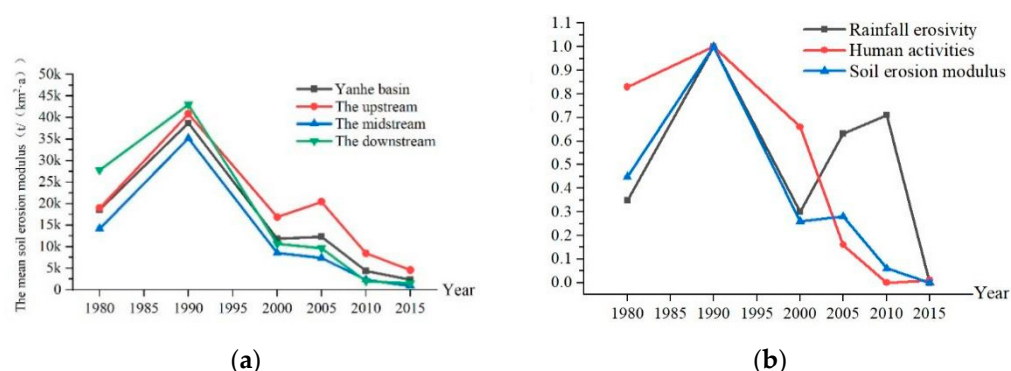 The mean soil erosion modulus（t/（km²·a））
50k
45k
40k
35k
30k
25k
20k
15k
10k
5k
0
Yanhe basin
The upstream
The midstream
The downstream
1980 1985 1990 1995 2000 2005 2010 2015
Year
(a)
1.1
1.0
0.9
0.8
0.7
0.6
0.5
0.4
0.3
0.2
0.1
0.0
Rainfall erosivity
Human activities
Soil erosion modulus
1980 1985 1990 1995 2000 2005 2010 2015
Year
(b)